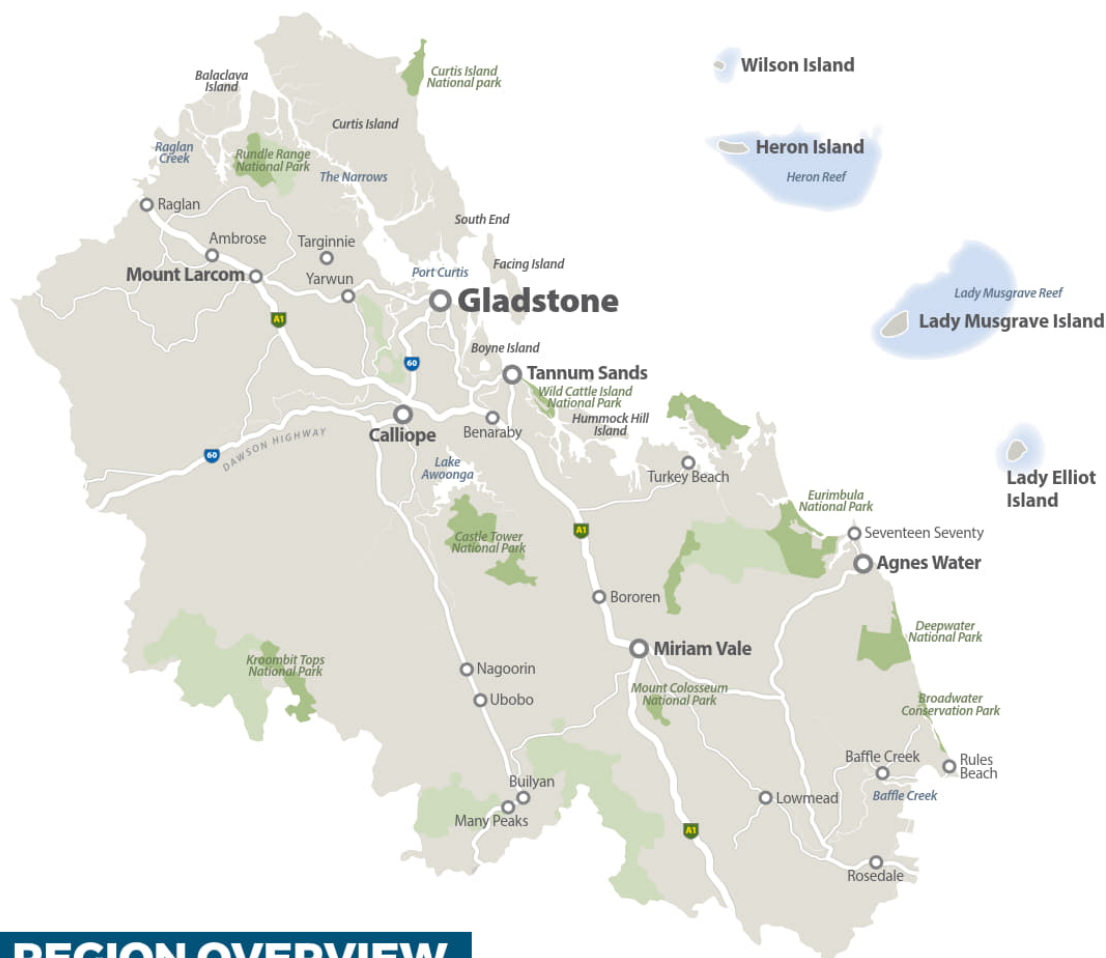 Wilson Island
Balaclava
Island
Curtis Island
National park
Curtis Island
Heron Island
Raglan
Creek
Rundle Range
National Park
The Narrows
Heron Reef
Raglan
South End
Ambrose
Targinnie
Facing Island
Mount Larcom
Yarwun
Port Curtis
Gladstone
Lady Musgrave Reef
Lady Musgrave Island
A1
Boyne Island
60
Tannum Sands
Wild Cattle Island
National Park
Hummock Hill
Island
Calliope
Benaraby
DAWSON HIGHWAY
60
Lake
Awoonga
Turkey Beach
Lady Elliot
Island
Eurimbula
National Park
Castle Tower
National Park
A1
Seventeen Seventy
Agnes Water
Bororen
Deepwater
National Park
Miriam Vale
Kroombit Tops
National Park
Nagoorin
Ubobo
Mount Colosseum
National Park
Broadwater
Conservation Park
Baffle Creek
Rules
Beach
Builyan
Many Peaks
Lowmead
Baffle Creek
A1
Rosedale
REGION OVERVIEW